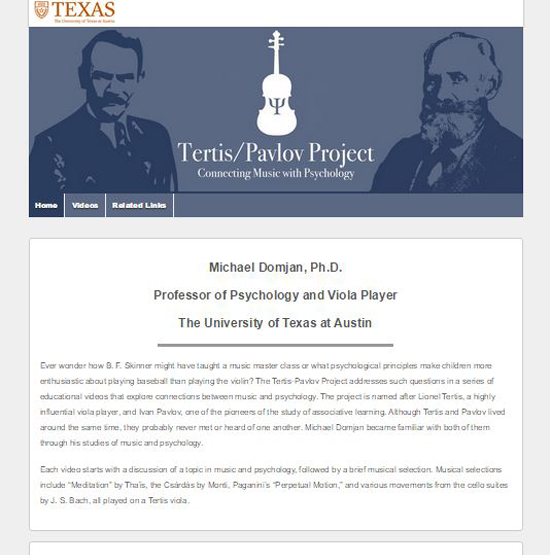 TEXAS
The University of Texas at Austin
Ψ
Tertis/Pavlov Project
Connecting Music with Psychology
Home Videos Related Links
Michael Domjan, Ph.D.
Professor of Psychology and Viola Player
The University of Texas at Austin
Ever wonder how B. F. Skinner might have taught a music master class or what psychological principles make children more
enthusiastic about playing baseball than playing the violin? The Tertis-Pavlov Project addresses such questions in a series of
educational videos that explore connections between music and psychology. The project is named after Lionel Tertis, a highly
influential viola player, and Ivan Pavlov, one of the pioneers of the study of associative learning. Although Tertis and Pavlov lived
around the same time, they probably never met or heard of one another. Michael Domjan became familiar with both of them
through his studies of music and psychology.
Each video starts with a discussion of a topic in music and psychology, followed by a brief musical selection. Musical selections
include “Meditation” by Thaïs, the Csárdás by Monti, Paganini’s “Perpetual Motion,” and various movements from the cello suites
by J. S. Bach, all played on a Tertis viola.